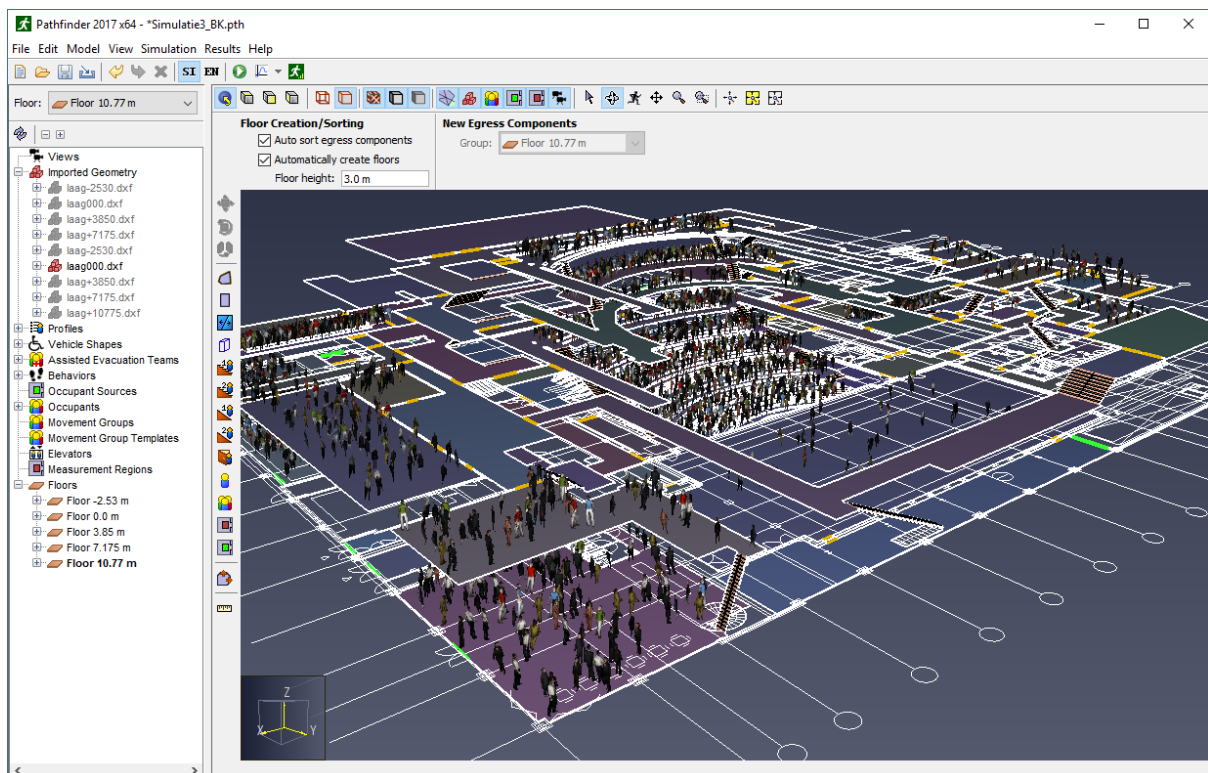 Pathfinder 2017 x64 - *Simulatie3_BK.pth
File Edit Model View Simulation Results Help
SI EN
Floor: Floor 10.77 m
Floor Creation/Sorting
Auto sort egress components
Automatically create floors
Floor height: 3.0 m
New Egress Components
Group: Floor 10.77 m
Views
Imported Geometry
laag-2530.dxf
laag000.dxf
laag+3850.dxf
laag+7175.dxf
laag-2530.dxf
laag000.dxf
laag+3850.dxf
laag+7175.dxf
laag+10775.dxf
Profiles
Vehicle Shapes
Assisted Evacuation Teams
Behaviors
Occupant Sources
Occupants
Movement Groups
Movement Group Templates
Elevators
Measurement Regions
Floors
Floor -2.53 m
Floor 0.0 m
Floor 3.85 m
Floor 7.175 m
Floor 10.77 m
Z
X
Y